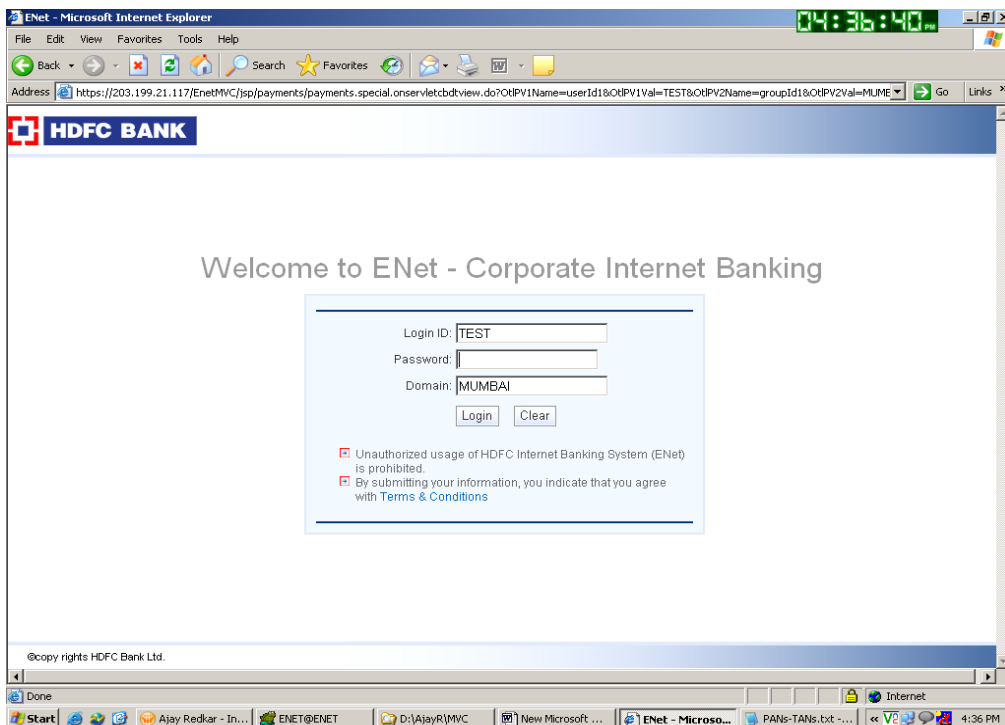 ENet - Microsoft Internet Explorer
04:36:40 PM
File Edit View Favorites Tools Help
Back Search Favorites
Address https://203.199.21.117/EnetMVC/jsp/payments/payments.special.onservletcbdtview.do?OtlPV1Name=userId1&OtlPV1Val=TEST&OtlPV2Name=groupId1&OtlPV2Val=MUME Go Links »
HDFC BANK
Welcome to ENet - Corporate Internet Banking
Login ID: TEST
Password:
Domain: MUMBAI
Login Clear
Unauthorized usage of HDFC Internet Banking System (ENet)
is prohibited.
By submitting your information, you indicate that you agree
with Terms & Conditions
©copy rights HDFC Bank Ltd.
Done Internet
Start Ajay Redkar - In... ENET@ENET D:\AjayR\MVC New Microsoft ... ENet - Microso... PANs-TANs.txt -... « 4:36 PM